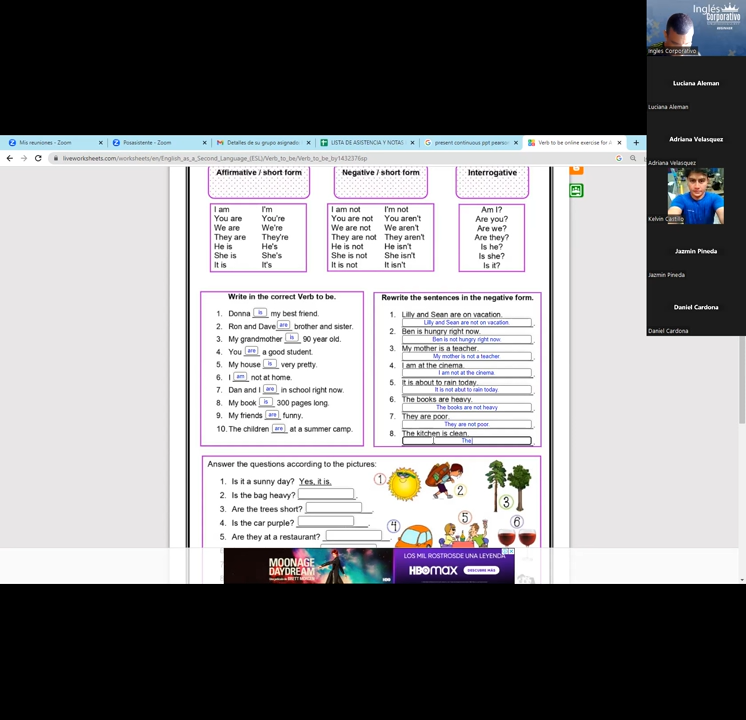 Inglés
Corporativo
Ingles Corporativo
Luciana Aleman
Luciana Aleman
Adriana Velasquez
Adriana Velasquez
Kelvin Castillo
Jazmin Pineda
Jazmin Pineda
Daniel Cardona
Daniel Cardona
Mis reuniones - Zoom
Posasistente - Zoom
Detalles de su grupo asignado
LISTA DE ASISTENCIA Y NOTAS
present continuous ppt pearson
Verb to be online exercise for A
liveworksheets.com/worksheets/en/English_as_a_Second_Language_(ESL)/Verb_to_be/Verb_to_be_by1432376sp
Affirmative / short form
Negative / short form
Interrogative
I am I'm
You are You're
We are We're
They are They're
He is He's
She is She's
It is It's
I am not I'm not
You are not You aren't
We are not We aren't
They are not They aren't
He is not He isn't
She is not She isn't
It is not It isn't
Am I?
Are you?
Are we?
Are they?
Is he?
Is she?
Is it?
Write in the correct Verb to be.
1. Donna is my best friend.
2. Ron and Dave are brother and sister.
3. My grandmother is 90 year old.
4. You are a good student.
5. My house is very pretty.
6. I am not at home.
7. Dan and I are in school right now.
8. My book is 300 pages long.
9. My friends are funny.
10. The children are at a summer camp.
Rewrite the sentences in the negative form.
1. Lilly and Sean are on vacation.
Lilly and Sean are not on vacation
2. Ben is hungry right now.
Ben is not hungry right now
3. My mother is a teacher.
My mother is not a teacher
4. I am at the cinema.
I am not at the cinema
5. It is about to rain today.
It is not abut to rain today
6. The books are heavy.
The books are not heavy
7. They are poor.
They are not poor
8. The kitchen is clean.
The
Answer the questions according to the pictures:
1. Is it a sunny day? Yes, it is.
2. Is the bag heavy?
3. Are the trees short?
4. Is the car purple?
5. Are they at a restaurant?
1
2
3
4
5
6
MOONAGE
DAYDREAM
LOS MIL ROSTROS DE UNA LEYENDA
HBOMAX
DESCUBRE MÁS